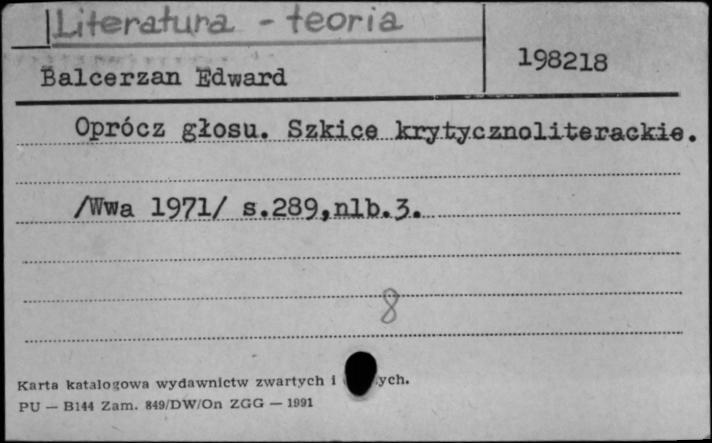 Literatura - teoria
198218
Balcerzan Edward
Oprócz głosu. Szkice krytycznoliterackie.
/Wwa 1971/ s.289,nlb.3.
8
Karta katalogowa wydawnictw zwartych i ych.
PU — B144 Zam. 849/DW/On ZGG — 1991